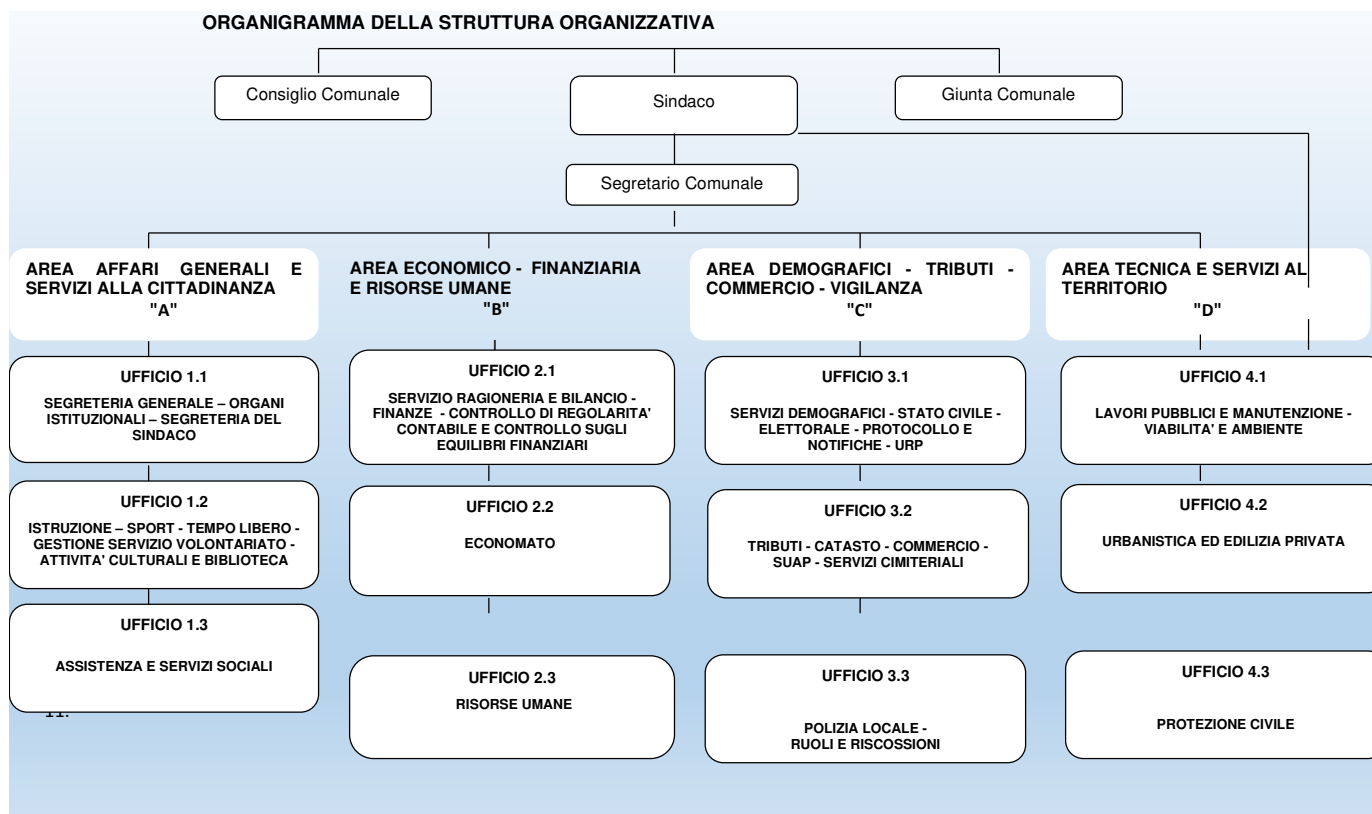 ORGANIGRAMMA DELLA STRUTTURA ORGANIZZATIVA
Consiglio Comunale
Sindaco
Giunta Comunale
Segretario Comunale
AREA AFFARI GENERALI E
SERVIZI ALLA CITTADINANZA
"A"
AREA ECONOMICO - FINANZIARIA
E RISORSE UMANE
"B"
AREA DEMOGRAFICI - TRIBUTI -
COMMERCIO - VIGILANZA
"C"
AREA TECNICA E SERVIZI AL
TERRITORIO
"D"
UFFICIO 1.1
SEGRETERIA GENERALE – ORGANI
ISTITUZIONALI – SEGRETERIA DEL
SINDACO
UFFICIO 2.1
SERVIZIO RAGIONERIA E BILANCIO -
FINANZE - CONTROLLO DI REGOLARITA'
CONTABILE E CONTROLLO SUGLI
EQUILIBRI FINANZIARI
UFFICIO 3.1
SERVIZI DEMOGRAFICI - STATO CIVILE -
ELETTORALE - PROTOCOLLO E
NOTIFICHE - URP
UFFICIO 4.1
LAVORI PUBBLICI E MANUTENZIONE -
VIABILITA' E AMBIENTE
UFFICIO 1.2
ISTRUZIONE – SPORT - TEMPO LIBERO -
GESTIONE SERVIZIO VOLONTARIATO -
ATTIVITA' CULTURALI E BIBLIOTECA
UFFICIO 2.2
ECONOMATO
UFFICIO 3.2
TRIBUTI - CATASTO - COMMERCIO -
SUAP - SERVIZI CIMITERIALI
UFFICIO 4.2
URBANISTICA ED EDILIZIA PRIVATA
UFFICIO 1.3
ASSISTENZA E SERVIZI SOCIALI
UFFICIO 2.3
RISORSE UMANE
UFFICIO 3.3
POLIZIA LOCALE -
RUOLI E RISCOSSIONI
UFFICIO 4.3
PROTEZIONE CIVILE